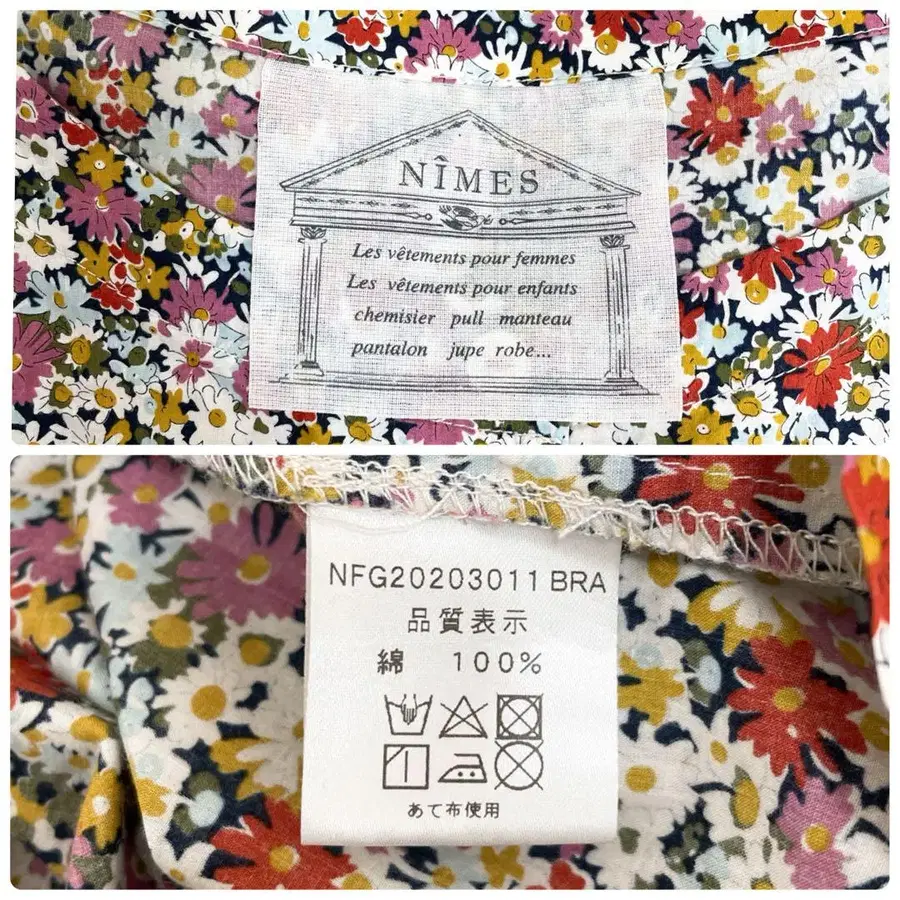 NÎMES
Les vêtements pour femmes
Les vêtements pour enfants
chemisier pull manteau
pantalon jupe robe...
NFG20203011 BRA
品質表示
綿 100%
あて布使用